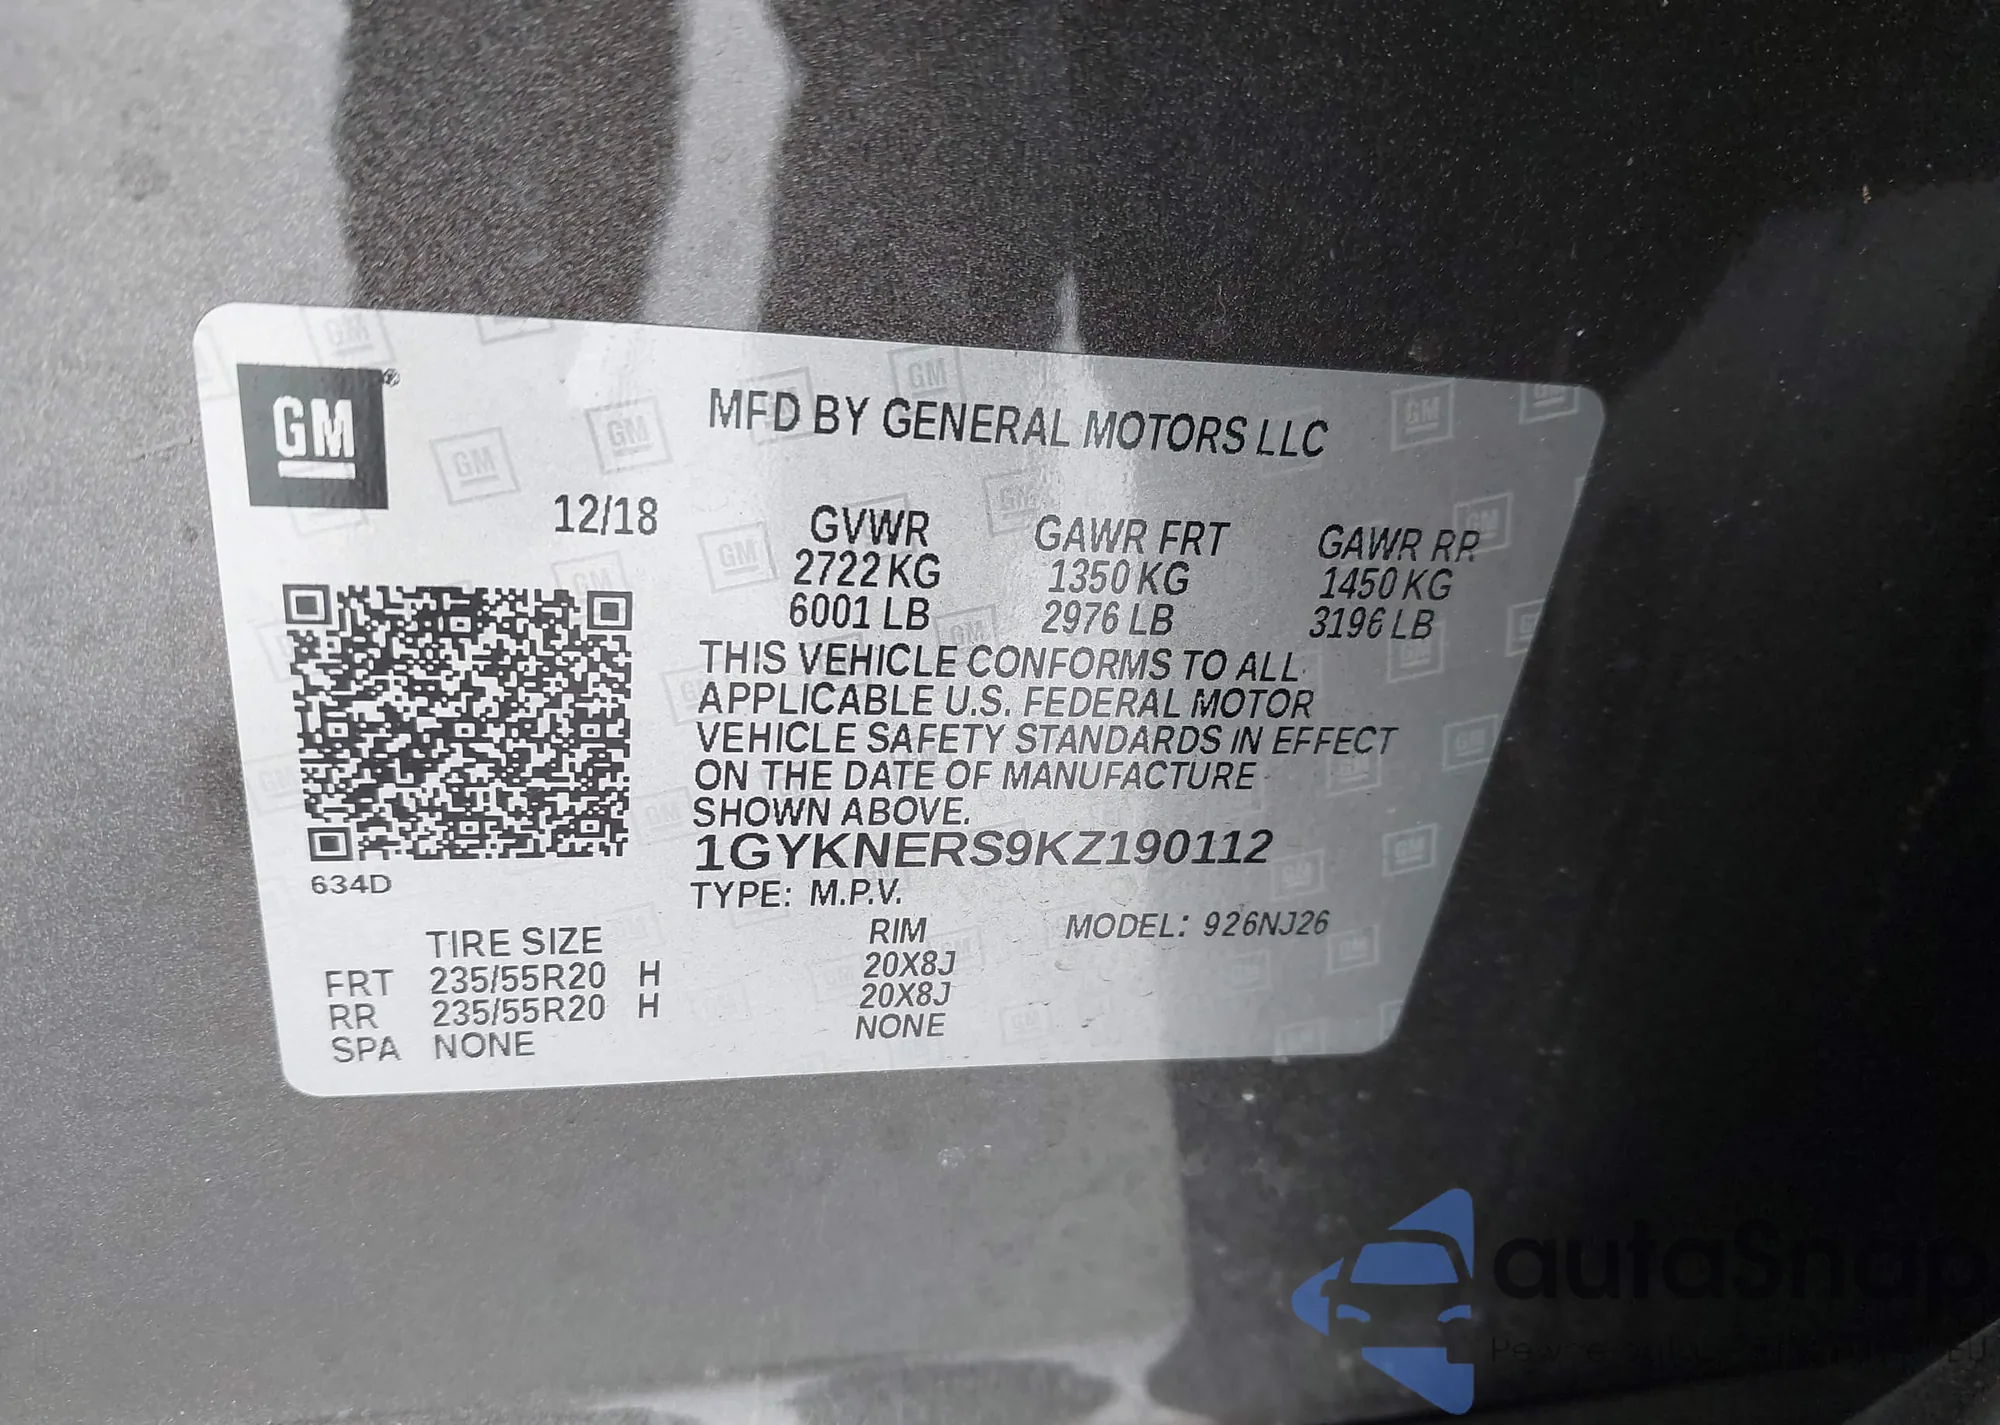 GM
MFD BY GENERAL MOTORS LLC
12/18
GVWR GAWR FRT GAWR RR
2722 KG 1350 KG 1450 KG
6001 LB 2976 LB 3196 LB
THIS VEHICLE CONFORMS TO ALL
APPLICABLE U.S. FEDERAL MOTOR
VEHICLE SAFETY STANDARDS IN EFFECT
ON THE DATE OF MANUFACTURE
SHOWN ABOVE.
1GYKNERS9KZ190112
634D
TYPE: M.P.V.
TIRE SIZE RIM MODEL: 926NJ26
FRT 235/55R20 H 20X8J
RR 235/55R20 H 20X8J
SPA NONE NONE
autaSnap